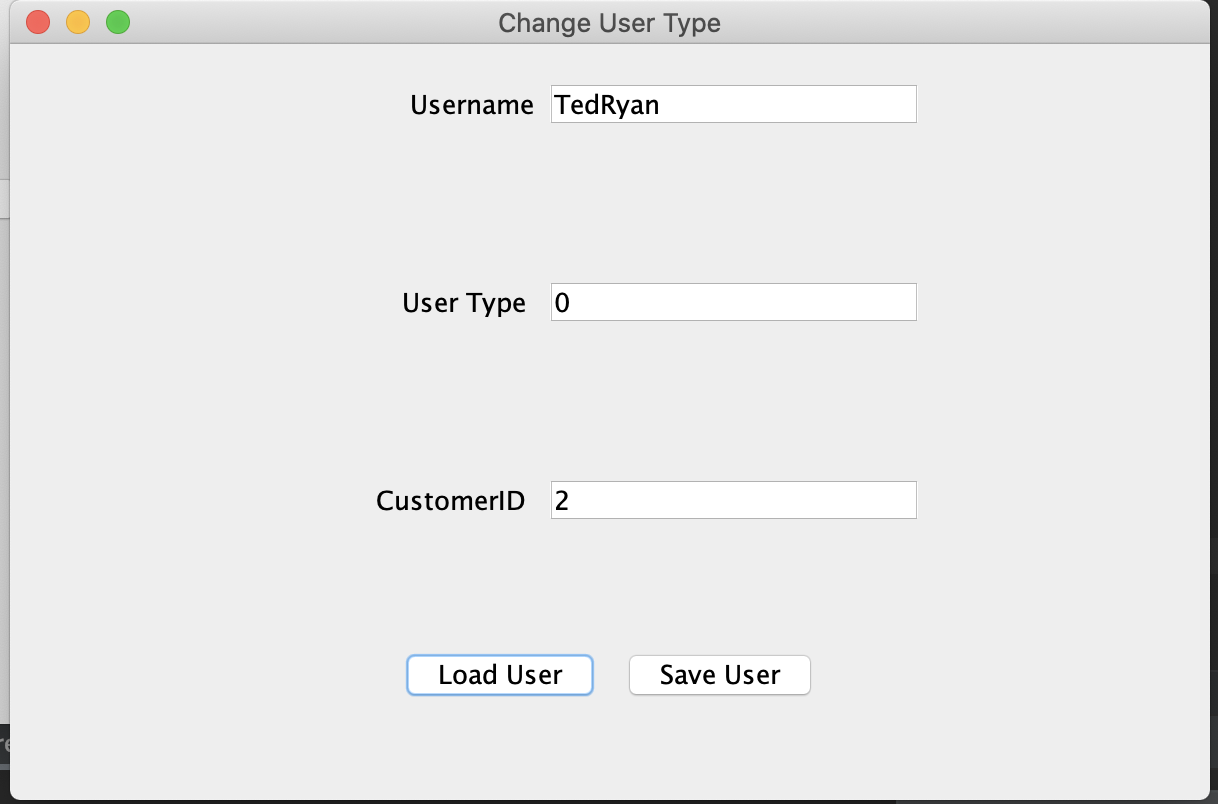 Change User Type
Username TedRyan
User Type 0
CustomerID 2
Load User Save User